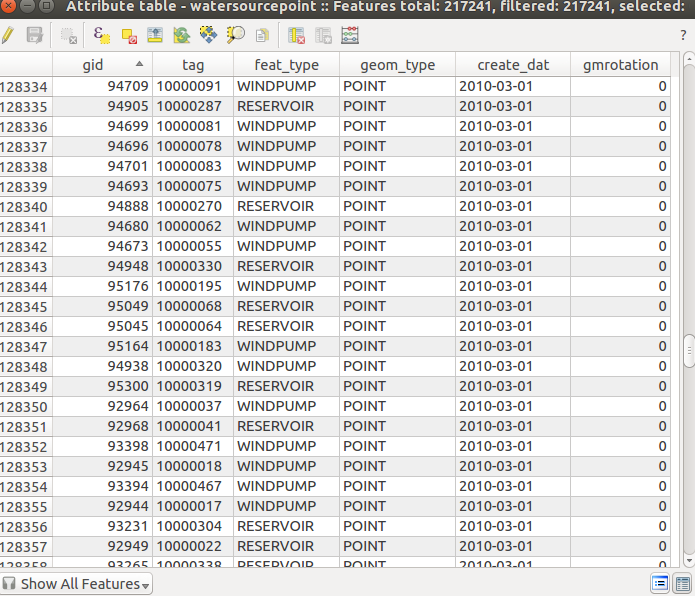 Attribute table - watersourcepoint :: Features total: 217241, filtered: 217241, selected:
?
gid tag feat_type geom_type create_dat gmrotation
128334 94709 10000091 WINDPUMP POINT 2010-03-01 0
128335 94905 10000287 RESERVOIR POINT 2010-03-01 0
128336 94699 10000081 WINDPUMP POINT 2010-03-01 0
128337 94696 10000078 WINDPUMP POINT 2010-03-01 0
128338 94701 10000083 WINDPUMP POINT 2010-03-01 0
128339 94693 10000075 WINDPUMP POINT 2010-03-01 0
128340 94888 10000270 RESERVOIR POINT 2010-03-01 0
128341 94680 10000062 WINDPUMP POINT 2010-03-01 0
128342 94673 10000055 WINDPUMP POINT 2010-03-01 0
128343 94948 10000330 RESERVOIR POINT 2010-03-01 0
128344 95176 10000195 WINDPUMP POINT 2010-03-01 0
128345 95049 10000068 RESERVOIR POINT 2010-03-01 0
128346 95045 10000064 RESERVOIR POINT 2010-03-01 0
128347 95164 10000183 WINDPUMP POINT 2010-03-01 0
128348 94938 10000320 WINDPUMP POINT 2010-03-01 0
128349 95300 10000319 RESERVOIR POINT 2010-03-01 0
128350 92964 10000037 WINDPUMP POINT 2010-03-01 0
128351 92968 10000041 RESERVOIR POINT 2010-03-01 0
128352 93398 10000471 WINDPUMP POINT 2010-03-01 0
128353 92945 10000018 WINDPUMP POINT 2010-03-01 0
128354 93394 10000467 WINDPUMP POINT 2010-03-01 0
128355 92944 10000017 WINDPUMP POINT 2010-03-01 0
128356 93231 10000304 RESERVOIR POINT 2010-03-01 0
128357 92949 10000022 RESERVOIR POINT 2010-03-01 0
128358 93265 10000338 RESERVOIR POINT 2010-03-01 0
Show All Features